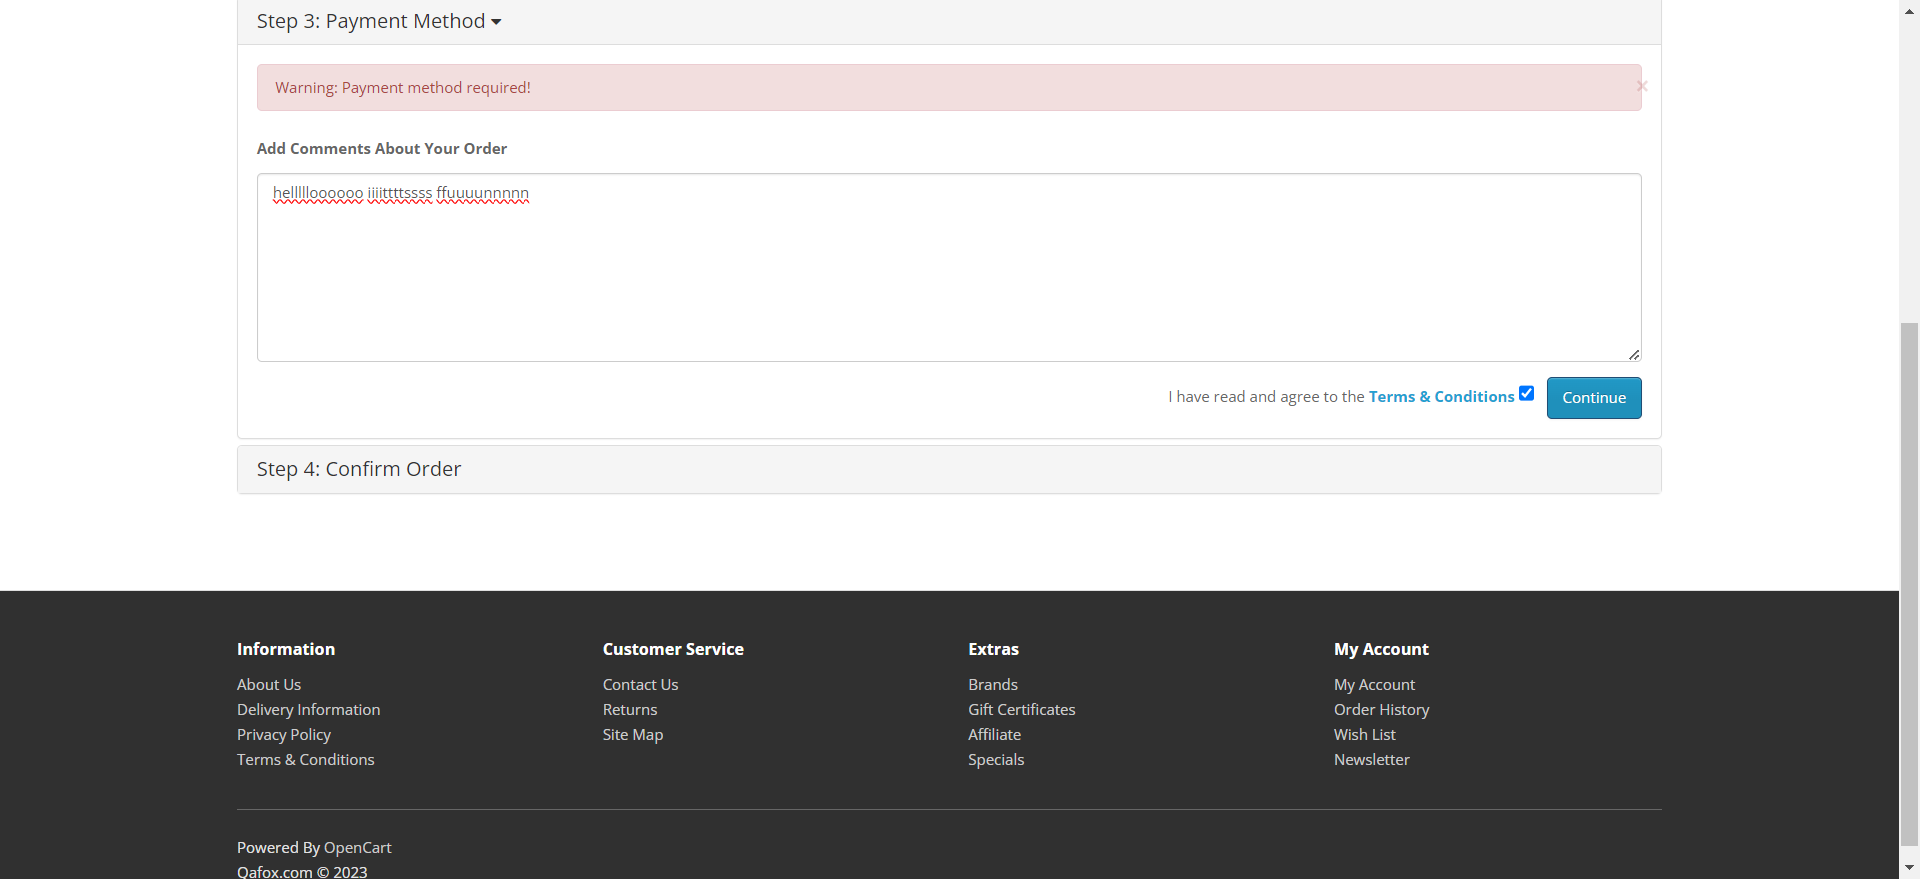 Step 3: Payment Method
Warning: Payment method required!
×
Add Comments About Your Order
hellllloooooo iiiittttssss ffuuuunnnnn
I have read and agree to the Terms & Conditions
Continue
Step 4: Confirm Order
Information
About Us
Delivery Information
Privacy Policy
Terms & Conditions
Customer Service
Contact Us
Returns
Site Map
Extras
Brands
Gift Certificates
Affiliate
Specials
My Account
My Account
Order History
Wish List
Newsletter
Powered By OpenCart
Qafox.com © 2023